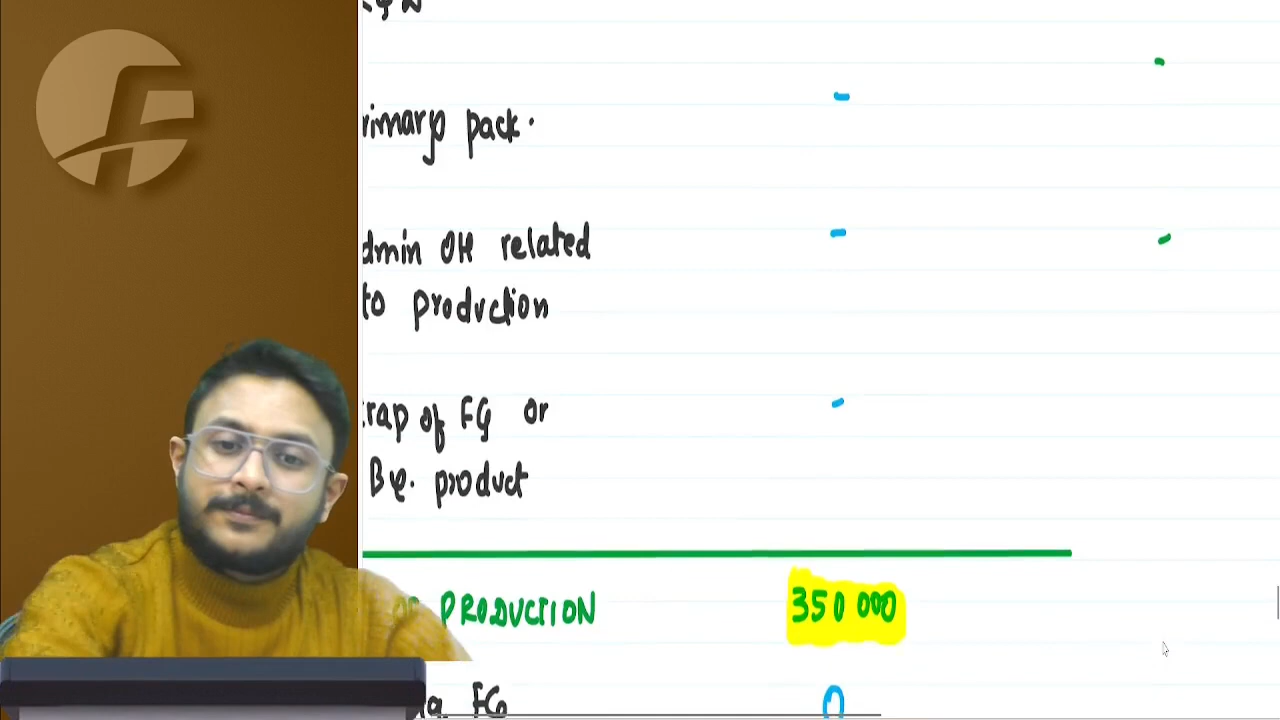 rimary pack.
dmin OH related
to production
rap of FG or
By. product
PRODUCTION 350 000
FG 0